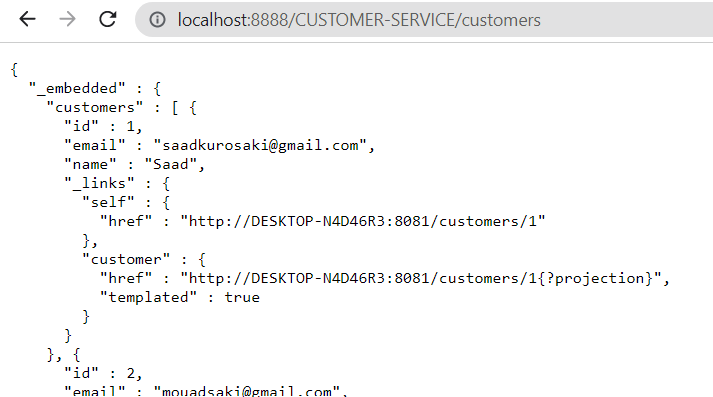 localhost:8888/CUSTOMER-SERVICE/customers
{
  "_embedded" : {
    "customers" : [ {
      "id" : 1,
      "email" : "saadkurosaki@gmail.com",
      "name" : "Saad",
      "_links" : {
        "self" : {
          "href" : "http://DESKTOP-N4D46R3:8081/customers/1"
        },
        "customer" : {
          "href" : "http://DESKTOP-N4D46R3:8081/customers/1{?projection}",
          "templated" : true
        }
      }
    }, {
      "id" : 2,
      "email" : "mouadsaki@gmail.com",